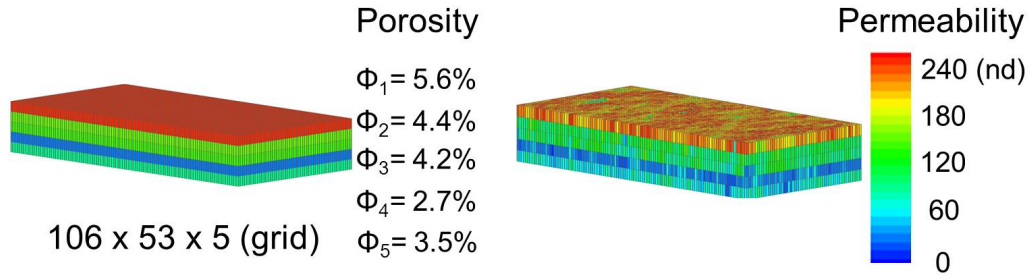 Porosity
Φ1= 5.6%
Φ2= 4.4%
Φ3= 4.2%
Φ4= 2.7%
Φ5= 3.5%
106 x 53 x 5 (grid)
Permeability
240 (nd)
180
120
60
0